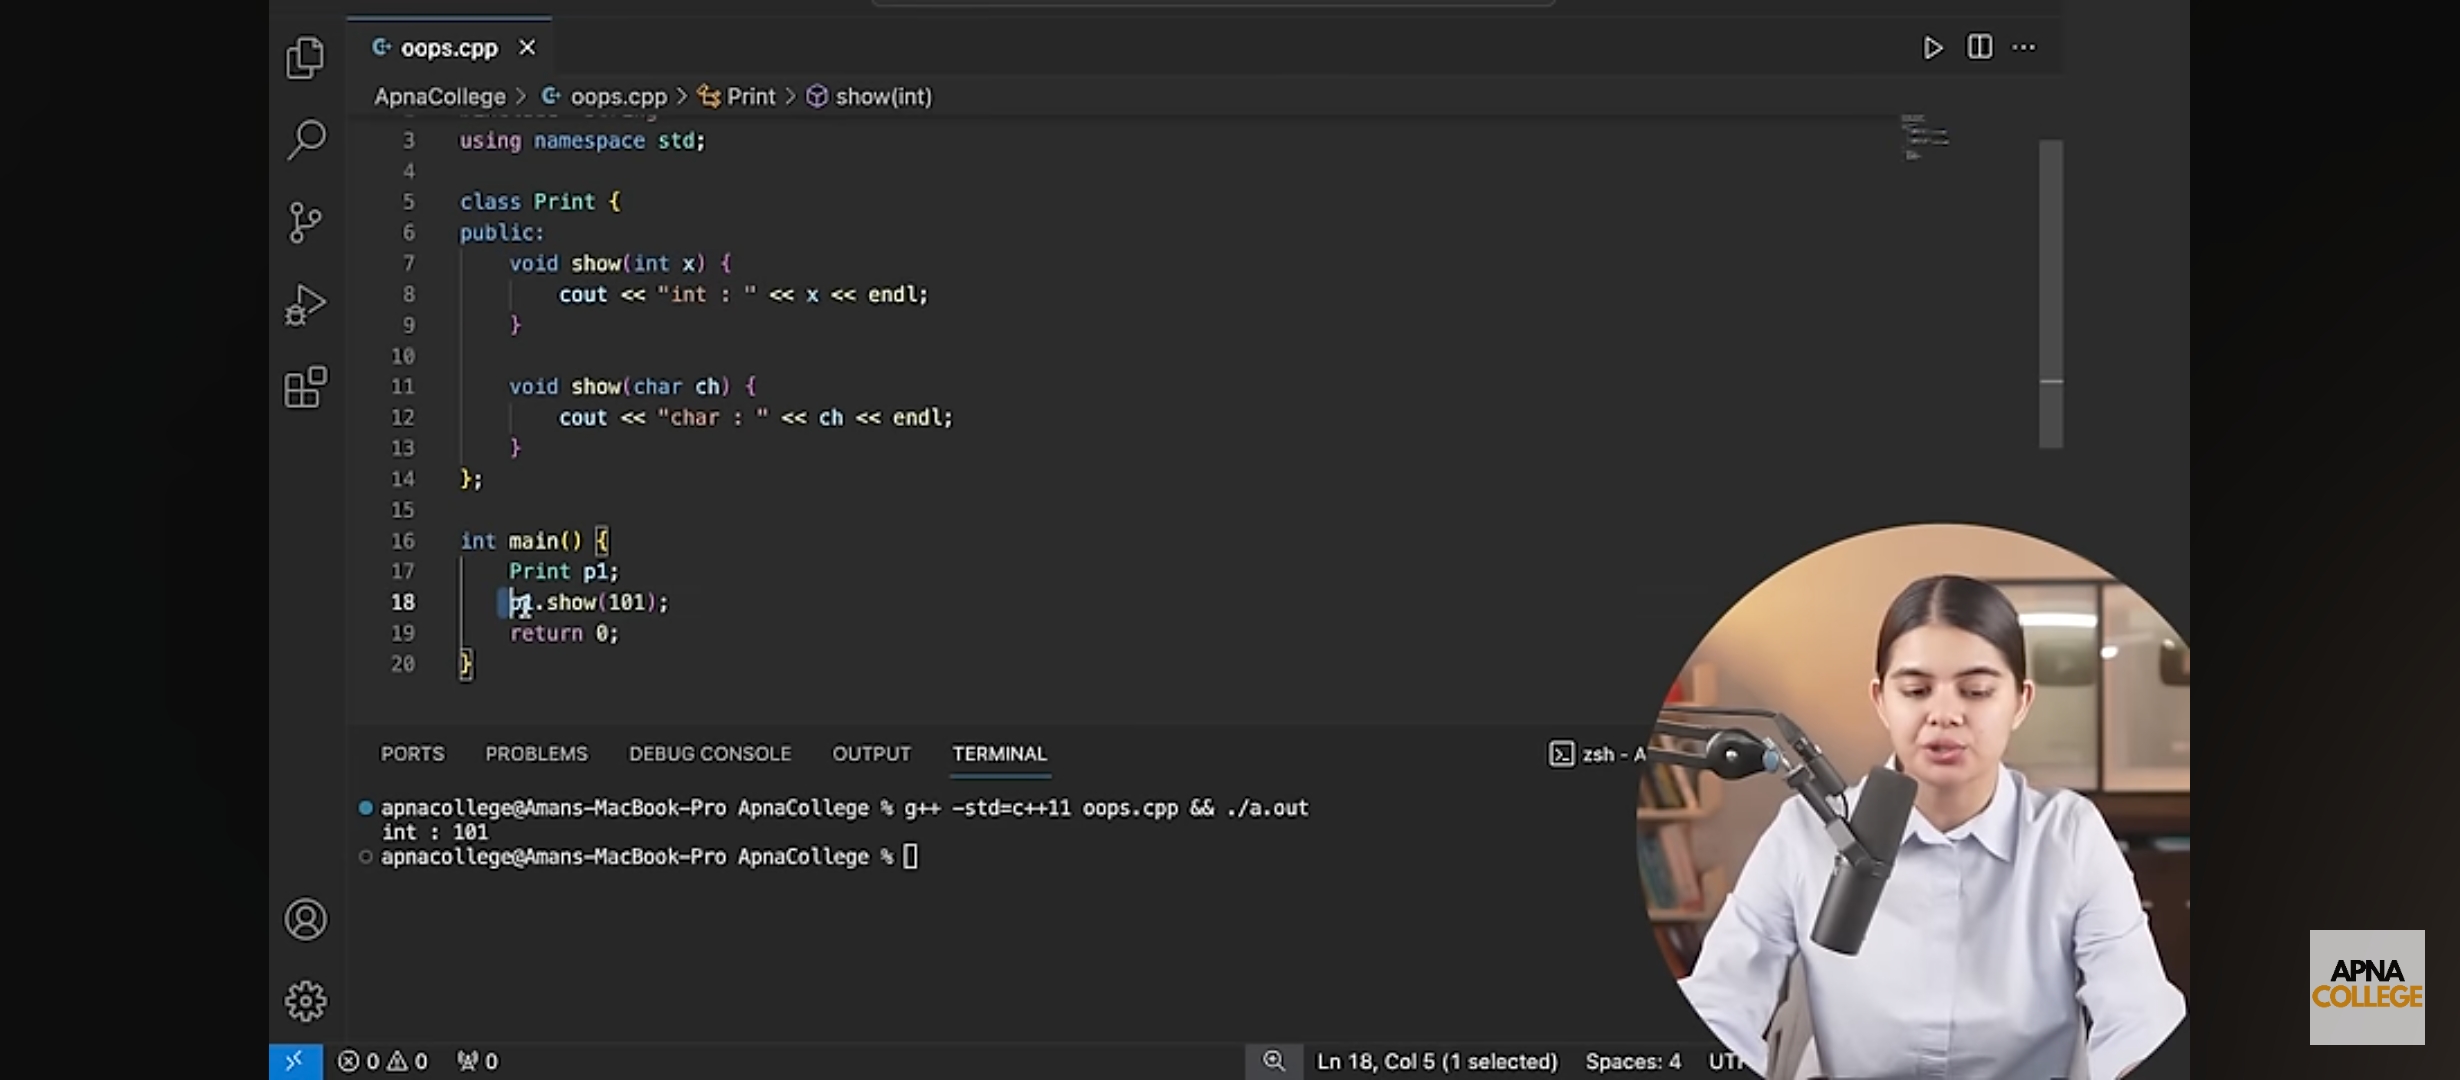 oops.cpp
ApnaCollege > oops.cpp > Print > show(int)
3 using namespace std;
4
5 class Print {
6 public:
7 void show(int x) {
8 cout << "int : " << x << endl;
9 }
10
11 void show(char ch) {
12 cout << "char : " << ch << endl;
13 }
14 };
15
16 int main() {
17 Print p1;
18 p1.show(101);
19 return 0;
20 }
PORTS PROBLEMS DEBUG CONSOLE OUTPUT TERMINAL zsh - A
apnacollege@Amans-MacBook-Pro ApnaCollege % g++ -std=c++11 oops.cpp && ./a.out
int : 101
apnacollege@Amans-MacBook-Pro ApnaCollege %
0 0 0 Ln 18, Col 5 (1 selected) Spaces: 4 UTF
APNA
COLLEGE